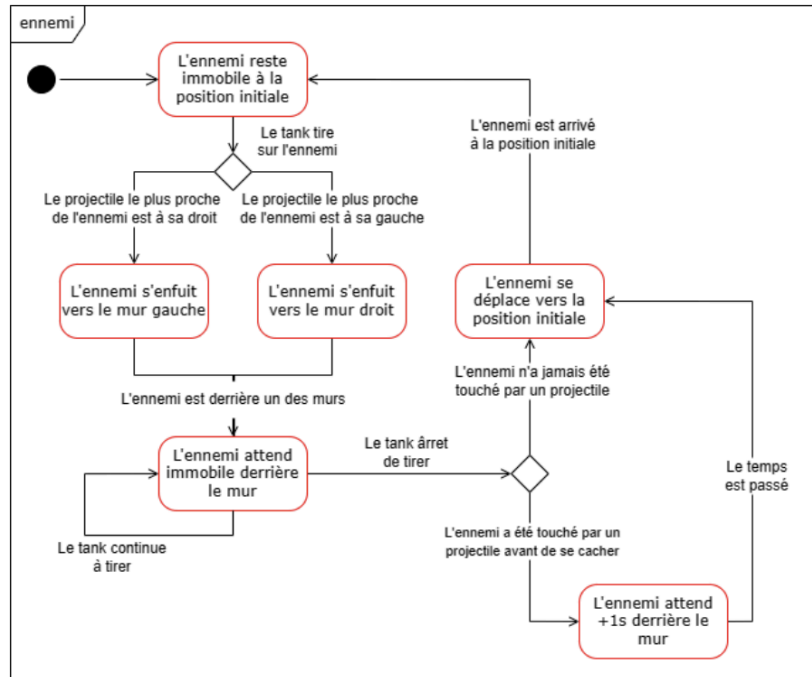 ennemi
L'ennemi reste
immobile à la
position initiale
Le tank tire
sur l'ennemi
L'ennemi est arrivé
à la position initiale
Le projectile le plus proche
de l'ennemi est à sa droit
Le projectile le plus proche
de l'ennemi est à sa gauche
L'ennemi s'enfuit
vers le mur gauche
L'ennemi s'enfuit
vers le mur droit
L'ennemi se
déplace vers la
position initiale
L'ennemi n'a jamais été
touché par un projectile
L'ennemi est derrière un des murs
L'ennemi attend
immobile derrière
le mur
Le tank ârret
de tirer
Le temps
est passé
Le tank continue
à tirer
L'ennemi a été touché par un
projectile avant de se cacher
L'ennemi attend
+1s derrière le
mur